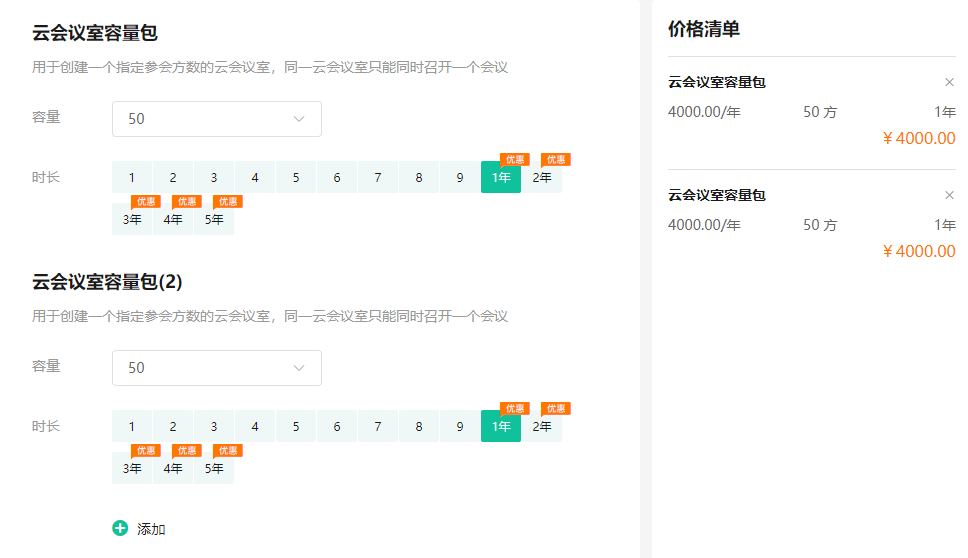 云会议室容量包
用于创建一个指定参会方数的云会议室，同一云会议室只能同时召开一个会议
容量
50
时长
优惠 优惠
1 2 3 4 5 6 7 8 9 1年 2年
优惠 优惠 优惠
3年 4年 5年
云会议室容量包(2)
用于创建一个指定参会方数的云会议室，同一云会议室只能同时召开一个会议
容量
50
时长
优惠 优惠
1 2 3 4 5 6 7 8 9 1年 2年
优惠 优惠 优惠
3年 4年 5年
添加
价格清单
云会议室容量包 ×
4000.00/年 50 方 1年
¥ 4000.00
云会议室容量包 ×
4000.00/年 50 方 1年
¥ 4000.00